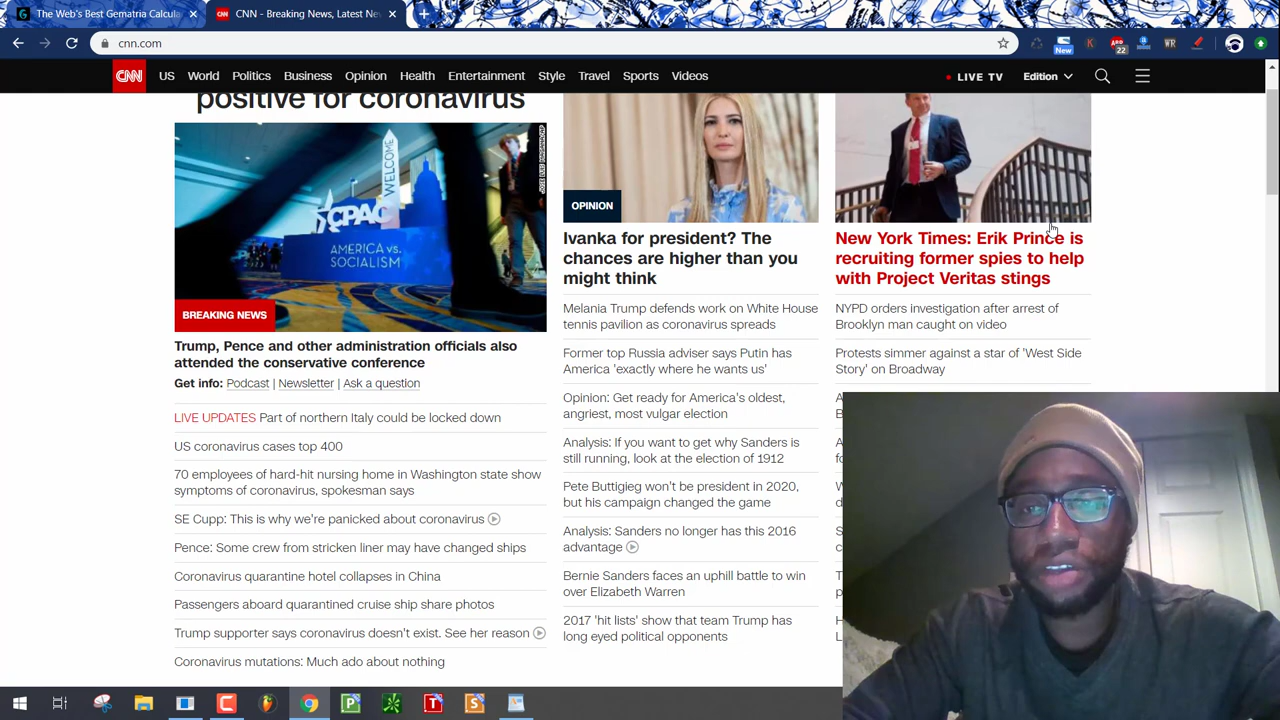 The Web's Best Gematria Calcula
CNN - Breaking News, Latest Ne
cnn.com
New
ABP
22
WR
CNN
US World Politics Business Opinion Health Entertainment Style Travel Sports Videos
LIVE TV
Edition
positive for coronavirus
WELCOME
CPAC
AMERICA vs.
SOCIALISM
BREAKING NEWS
Trump, Pence and other administration officials also
attended the conservative conference
Get info: Podcast | Newsletter | Ask a question
LIVE UPDATES Part of northern Italy could be locked down
US coronavirus cases top 400
70 employees of hard-hit nursing home in Washington state show
symptoms of coronavirus, spokesman says
SE Cupp: This is why we're panicked about coronavirus
Pence: Some crew from stricken liner may have changed ships
Coronavirus quarantine hotel collapses in China
Passengers aboard quarantined cruise ship share photos
Trump supporter says coronavirus doesn't exist. See her reason
Coronavirus mutations: Much ado about nothing
OPINION
Ivanka for president? The
chances are higher than you
might think
Melania Trump defends work on White House
tennis pavilion as coronavirus spreads
Former top Russia adviser says Putin has
America 'exactly where he wants us'
Opinion: Get ready for America's oldest,
angriest, most vulgar election
Analysis: If you want to get why Sanders is
still running, look at the election of 1912
Pete Buttigieg won't be president in 2020,
but his campaign changed the game
Analysis: Sanders no longer has this 2016
advantage
Bernie Sanders faces an uphill battle to win
over Elizabeth Warren
2017 'hit lists' show that team Trump has
long eyed political opponents
New York Times: Erik Prince is
recruiting former spies to help
with Project Veritas stings
NYPD orders investigation after arrest of
Brooklyn man caught on video
Protests simmer against a star of 'West Side
Story' on Broadway